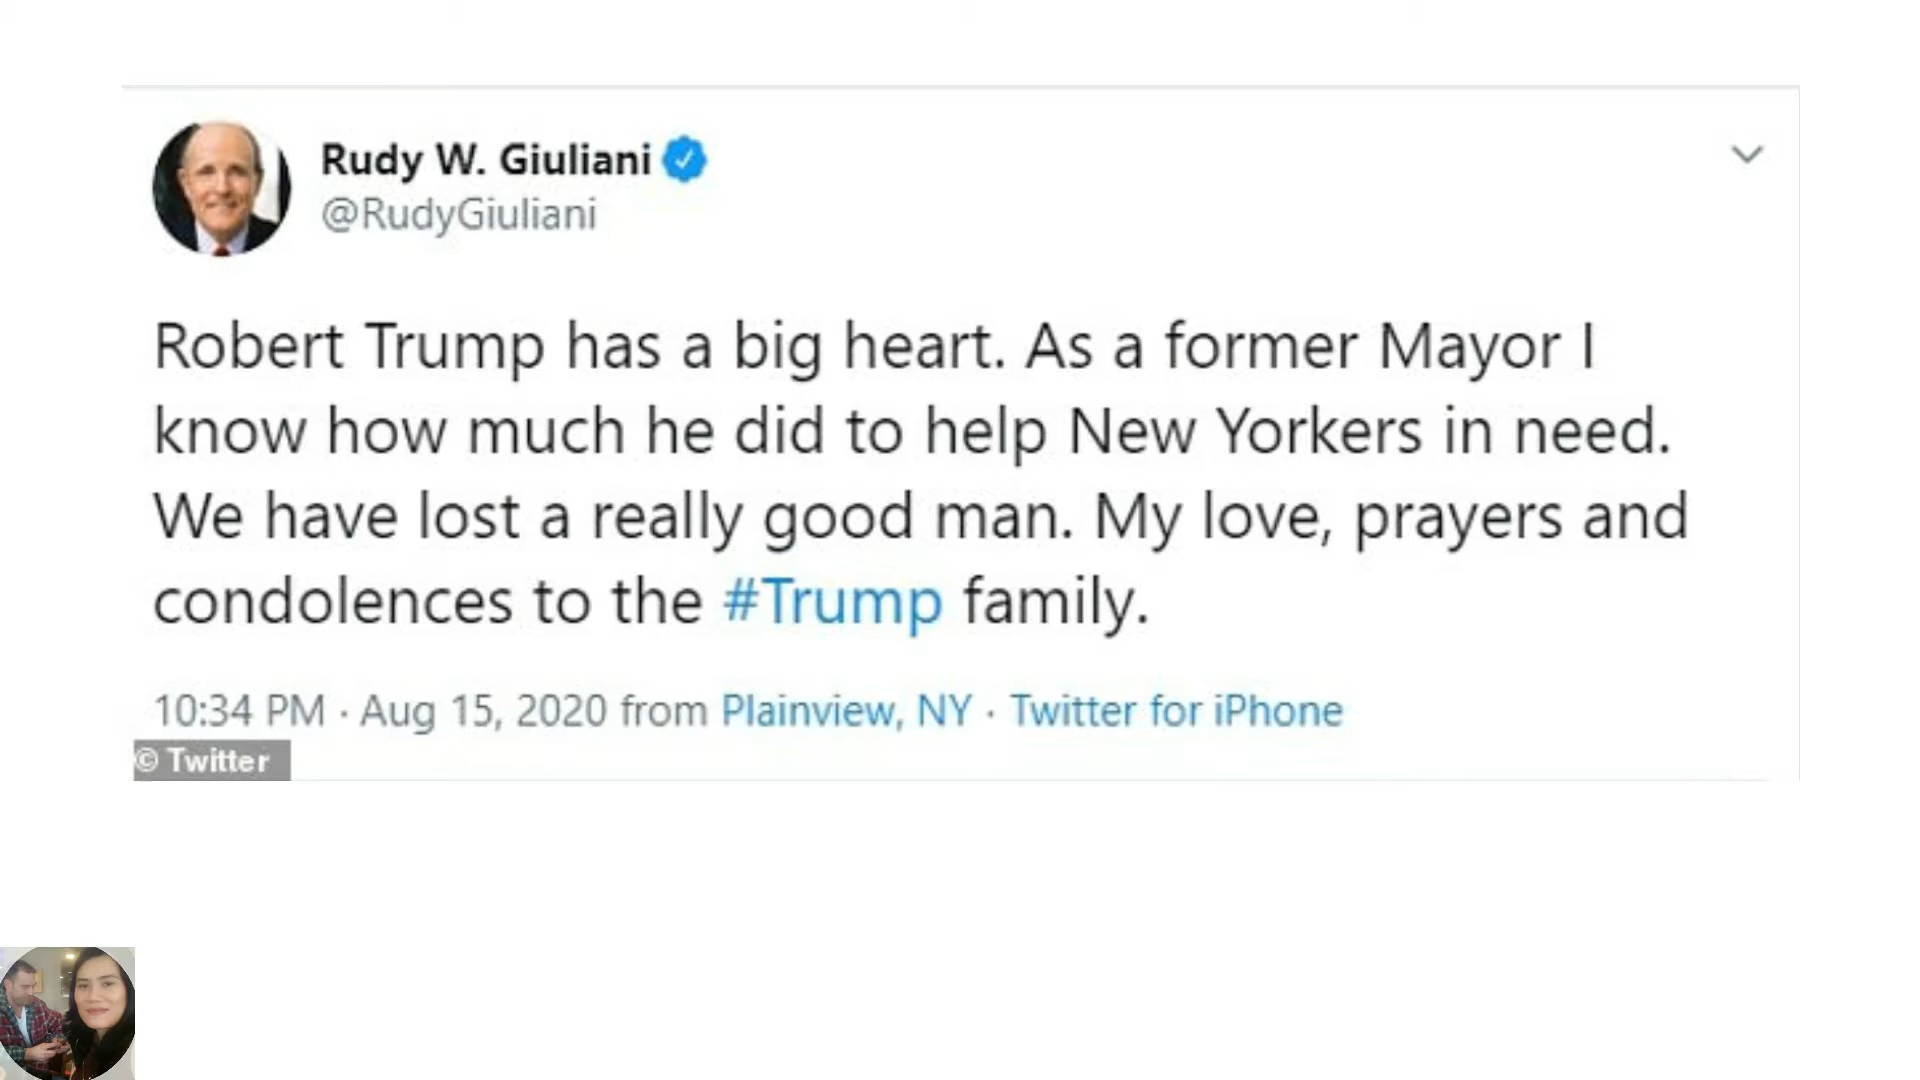 Rudy W. Giuliani
@RudyGiuliani
Robert Trump has a big heart. As a former Mayor I
know how much he did to help New Yorkers in need.
We have lost a really good man. My love, prayers and
condolences to the #Trump family.
10:34 PM · Aug 15, 2020 from Plainview, NY · Twitter for iPhone
© Twitter